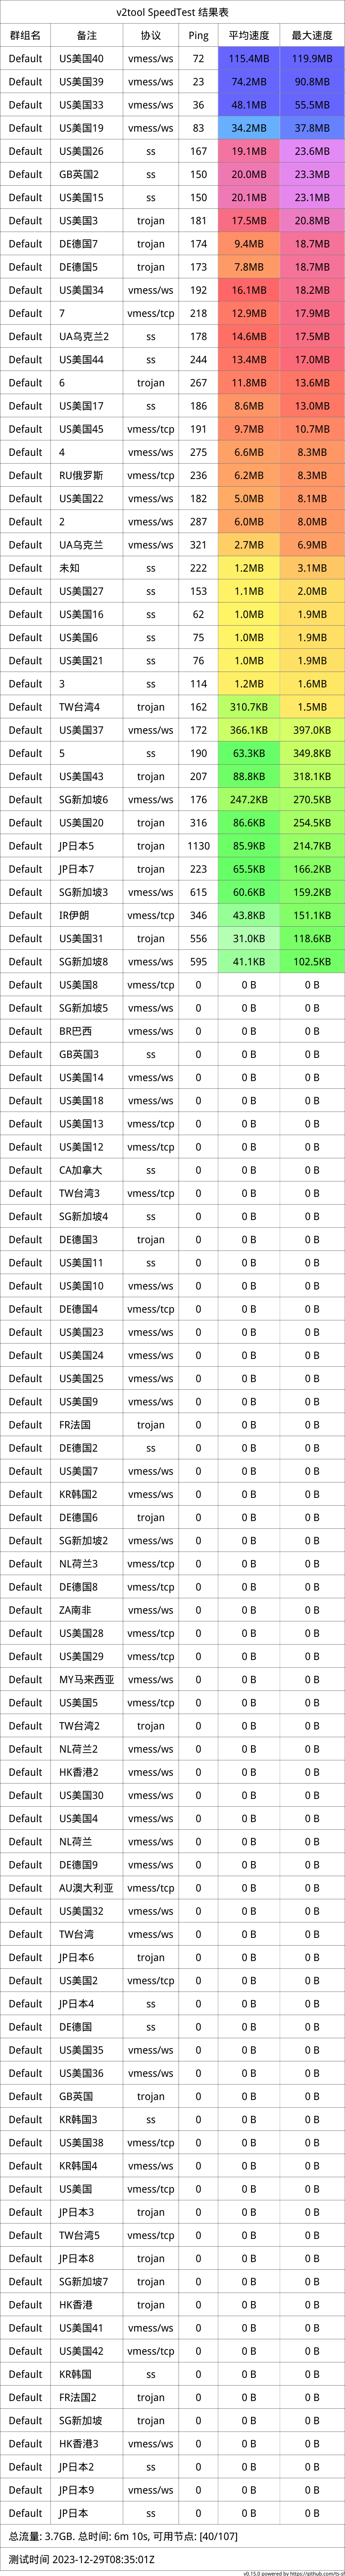 v2tool SpeedTest 结果表
群组名 备注 协议 Ping 平均速度 最大速度
Default US美国40 vmess/ws 72 115.4MB 119.9MB
Default US美国39 vmess/ws 23 74.2MB 90.8MB
Default US美国33 vmess/ws 36 48.1MB 55.5MB
Default US美国19 vmess/ws 83 34.2MB 37.8MB
Default US美国26 ss 167 19.1MB 23.6MB
Default GB英国2 ss 150 20.0MB 23.3MB
Default US美国15 ss 150 20.1MB 23.1MB
Default US美国3 trojan 181 17.5MB 20.8MB
Default DE德国7 trojan 174 9.4MB 18.7MB
Default DE德国5 trojan 173 7.8MB 18.7MB
Default US美国34 vmess/ws 192 16.1MB 18.2MB
Default 7 vmess/tcp 218 12.9MB 17.9MB
Default UA乌克兰2 ss 178 14.6MB 17.5MB
Default US美国44 ss 244 13.4MB 17.0MB
Default 6 trojan 267 11.8MB 13.6MB
Default US美国17 ss 186 8.6MB 13.0MB
Default US美国45 vmess/tcp 191 9.7MB 10.7MB
Default 4 vmess/ws 275 6.6MB 8.3MB
Default RU俄罗斯 vmess/tcp 236 6.2MB 8.3MB
Default US美国22 vmess/ws 182 5.0MB 8.1MB
Default 2 vmess/ws 287 6.0MB 8.0MB
Default UA乌克兰 vmess/ws 321 2.7MB 6.9MB
Default 未知 ss 222 1.2MB 3.1MB
Default US美国27 ss 153 1.1MB 2.0MB
Default US美国16 ss 62 1.0MB 1.9MB
Default US美国6 ss 75 1.0MB 1.9MB
Default US美国21 ss 76 1.0MB 1.9MB
Default 3 ss 114 1.2MB 1.6MB
Default TW台湾4 trojan 162 310.7KB 1.5MB
Default US美国37 vmess/ws 172 366.1KB 397.0KB
Default 5 ss 190 63.3KB 349.8KB
Default US美国43 trojan 207 88.8KB 318.1KB
Default SG新加坡6 vmess/ws 176 247.2KB 270.5KB
Default US美国20 trojan 316 86.6KB 254.5KB
Default JP日本5 trojan 1130 85.9KB 214.7KB
Default JP日本7 trojan 223 65.5KB 166.2KB
Default SG新加坡3 vmess/ws 615 60.6KB 159.2KB
Default IR伊朗 vmess/tcp 346 43.8KB 151.1KB
Default US美国31 trojan 556 31.0KB 118.6KB
Default SG新加坡8 vmess/ws 595 41.1KB 102.5KB
Default US美国8 vmess/tcp 0 0 B 0 B
Default SG新加坡5 vmess/ws 0 0 B 0 B
Default BR巴西 vmess/ws 0 0 B 0 B
Default GB英国3 ss 0 0 B 0 B
Default US美国14 vmess/ws 0 0 B 0 B
Default US美国18 vmess/ws 0 0 B 0 B
Default US美国13 vmess/tcp 0 0 B 0 B
Default US美国12 vmess/tcp 0 0 B 0 B
Default CA加拿大 ss 0 0 B 0 B
Default TW台湾3 vmess/tcp 0 0 B 0 B
Default SG新加坡4 ss 0 0 B 0 B
Default DE德国3 trojan 0 0 B 0 B
Default US美国11 ss 0 0 B 0 B
Default US美国10 vmess/ws 0 0 B 0 B
Default DE德国4 vmess/tcp 0 0 B 0 B
Default US美国23 vmess/ws 0 0 B 0 B
Default US美国24 vmess/ws 0 0 B 0 B
Default US美国25 vmess/ws 0 0 B 0 B
Default US美国9 vmess/ws 0 0 B 0 B
Default FR法国 trojan 0 0 B 0 B
Default DE德国2 ss 0 0 B 0 B
Default US美国7 vmess/ws 0 0 B 0 B
Default KR韩国2 vmess/ws 0 0 B 0 B
Default DE德国6 trojan 0 0 B 0 B
Default SG新加坡2 vmess/ws 0 0 B 0 B
Default NL荷兰3 vmess/tcp 0 0 B 0 B
Default DE德国8 vmess/tcp 0 0 B 0 B
Default ZA南非 vmess/ws 0 0 B 0 B
Default US美国28 vmess/tcp 0 0 B 0 B
Default US美国29 vmess/tcp 0 0 B 0 B
Default MY马来西亚 vmess/ws 0 0 B 0 B
Default US美国5 vmess/tcp 0 0 B 0 B
Default TW台湾2 trojan 0 0 B 0 B
Default NL荷兰2 vmess/ws 0 0 B 0 B
Default HK香港2 vmess/ws 0 0 B 0 B
Default US美国30 vmess/ws 0 0 B 0 B
Default US美国4 vmess/ws 0 0 B 0 B
Default NL荷兰 vmess/ws 0 0 B 0 B
Default DE德国9 vmess/ws 0 0 B 0 B
Default AU澳大利亚 vmess/tcp 0 0 B 0 B
Default US美国32 vmess/ws 0 0 B 0 B
Default TW台湾 vmess/ws 0 0 B 0 B
Default JP日本6 trojan 0 0 B 0 B
Default US美国2 vmess/tcp 0 0 B 0 B
Default JP日本4 ss 0 0 B 0 B
Default DE德国 ss 0 0 B 0 B
Default US美国35 vmess/ws 0 0 B 0 B
Default US美国36 vmess/ws 0 0 B 0 B
Default GB英国 trojan 0 0 B 0 B
Default KR韩国3 ss 0 0 B 0 B
Default US美国38 vmess/tcp 0 0 B 0 B
Default KR韩国4 vmess/ws 0 0 B 0 B
Default US美国 vmess/tcp 0 0 B 0 B
Default JP日本3 trojan 0 0 B 0 B
Default TW台湾5 vmess/tcp 0 0 B 0 B
Default JP日本8 trojan 0 0 B 0 B
Default SG新加坡7 trojan 0 0 B 0 B
Default HK香港 trojan 0 0 B 0 B
Default US美国41 vmess/ws 0 0 B 0 B
Default US美国42 vmess/tcp 0 0 B 0 B
Default KR韩国 ss 0 0 B 0 B
Default FR法国2 trojan 0 0 B 0 B
Default SG新加坡 trojan 0 0 B 0 B
Default HK香港3 vmess/ws 0 0 B 0 B
Default JP日本2 ss 0 0 B 0 B
Default JP日本9 vmess/ws 0 0 B 0 B
Default JP日本 ss 0 0 B 0 B
总流量: 3.7GB. 总时间: 6m 10s, 可用节点: [40/107]
测试时间 2023-12-29T08:35:01Z
v0.15.0 powered by https://github.com/ts-sf